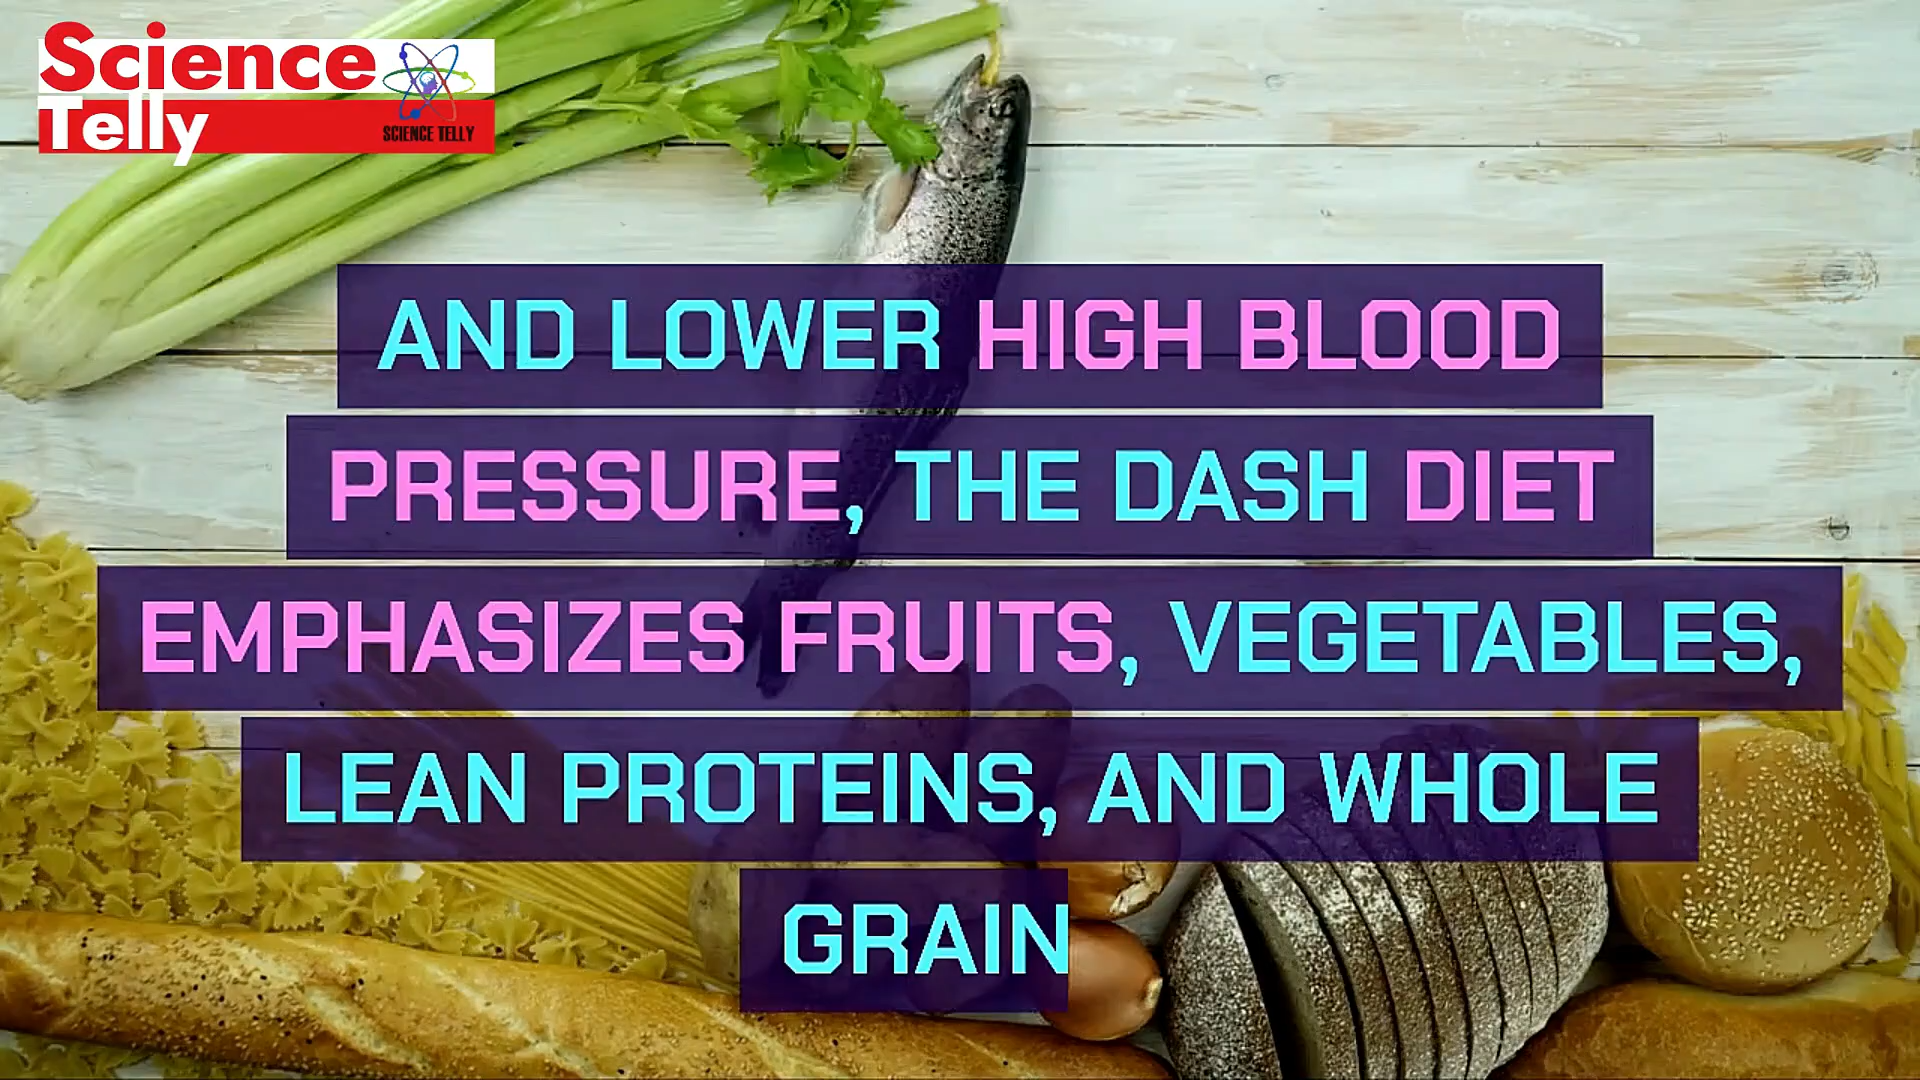 Science
Telly
SCIENCE TELLY
AND LOWER HIGH BLOOD
PRESSURE, THE DASH DIET
EMPHASIZES FRUITS, VEGETABLES,
LEAN PROTEINS, AND WHOLE
GRAIN